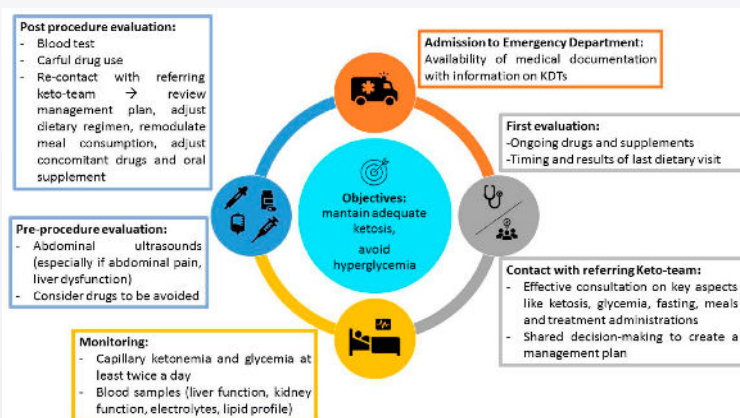 Post procedure evaluation:
- Blood test
- Carful drug use
- Re-contact with referring
keto-team → review
management plan, adjust
dietary regimen, remodulate
meal consumption, adjust
concomitant drugs and oral
supplement
Admission to Emergency Department:
Availability of medical documentation
with information on KDTs
First evaluation:
-Ongoing drugs and supplements
-Timing and results of last dietary visit
Objectives:
mantain adequate
ketosis,
avoid
hyperglycemia
Pre-procedure evaluation:
- Abdominal ultrasounds
(especially if abdominal pain,
liver dysfunction)
- Consider drugs to be avoided
Contact with referring Keto-team:
- Effective consultation on key aspects
like ketosis, glycemia, fasting, meals
and treatment administrations
- Shared decision-making to create a
management plan
Monitoring:
- Capillary ketonemia and glycemia at
least twice a day
- Blood samples (liver function, kidney
function, electrolytes, lipid profile)